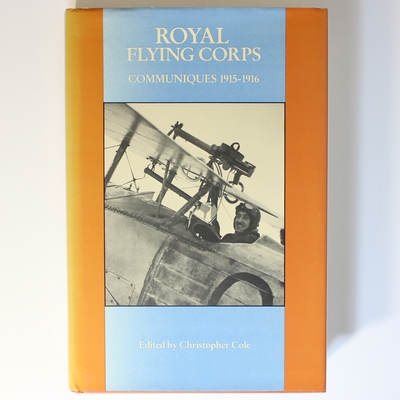 ROYAL
FLYING CORPS
COMMUNIQUES 1915-1916
Edited by Christopher Cole